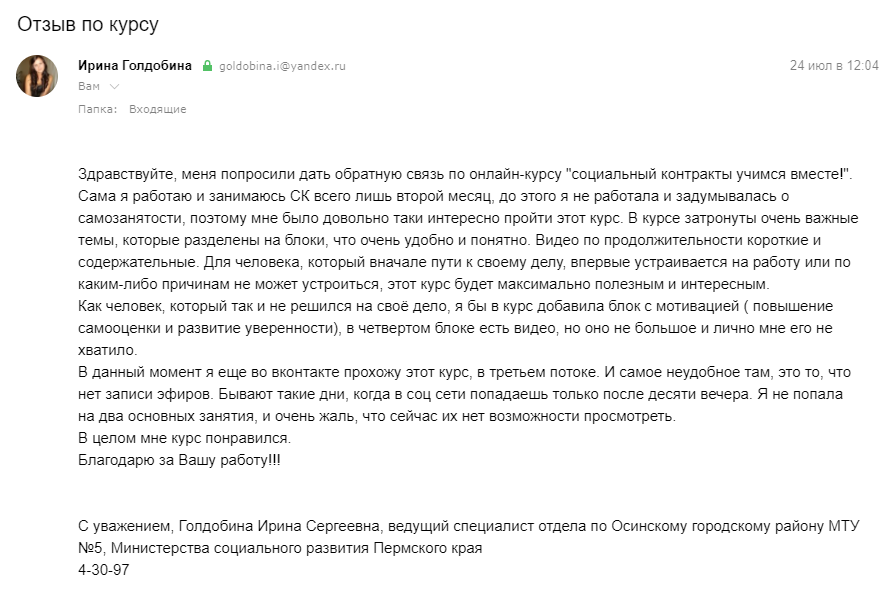 Отзыв по курсу
Ирина Голдобина goldobina.i@yandex.ru
24 июл в 12:04
Вам
Папка: Входящие
Здравствуйте, меня попросили дать обратную связь по онлайн-курсу "социальный контракты учимся вместе!".
Сама я работаю и занимаюсь СК всего лишь второй месяц, до этого я не работала и задумывалась о
самозанятости, поэтому мне было довольно таки интересно пройти этот курс. В курсе затронуты очень важные
темы, которые разделены на блоки, что очень удобно и понятно. Видео по продолжительности короткие и
содержательные. Для человека, который вначале пути к своему делу, впервые устраивается на работу или по
каким-либо причинам не может устроиться, этот курс будет максимально полезным и интересным.
Как человек, который так и не решился на своё дело, я бы в курс добавила блок с мотивацией ( повышение
самооценки и развитие уверенности), в четвертом блоке есть видео, но оно не большое и лично мне его не
хватило.
В данный момент я еще во вконтакте прохожу этот курс, в третьем потоке. И самое неудобное там, это то, что
нет записи эфиров. Бывают такие дни, когда в соц сети попадаешь только после десяти вечера. Я не попала
на два основных занятия, и очень жаль, что сейчас их нет возможности просмотреть.
В целом мне курс понравился.
Благодарю за Вашу работу!!!
С уважением, Голдобина Ирина Сергеевна, ведущий специалист отдела по Осинскому городскому району МТУ
№5, Министерства социального развития Пермского края
4-30-97